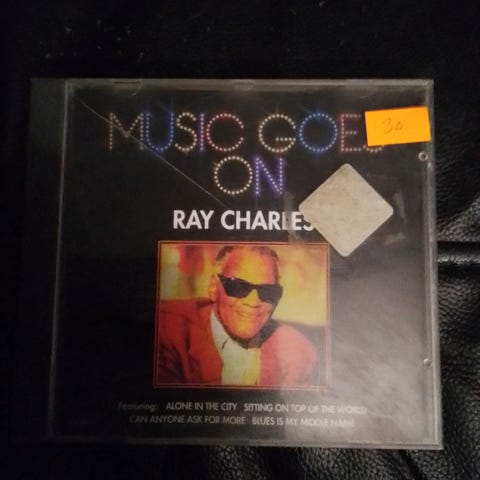 MUSIC GOES
30
ON
RAY CHARLES
Featuring: ALONE IN THE CITY SITTING ON TOP OF THE WORLD
CAN ANYONE ASK FOR MORE BLUES IS MY MIDDLE NAME